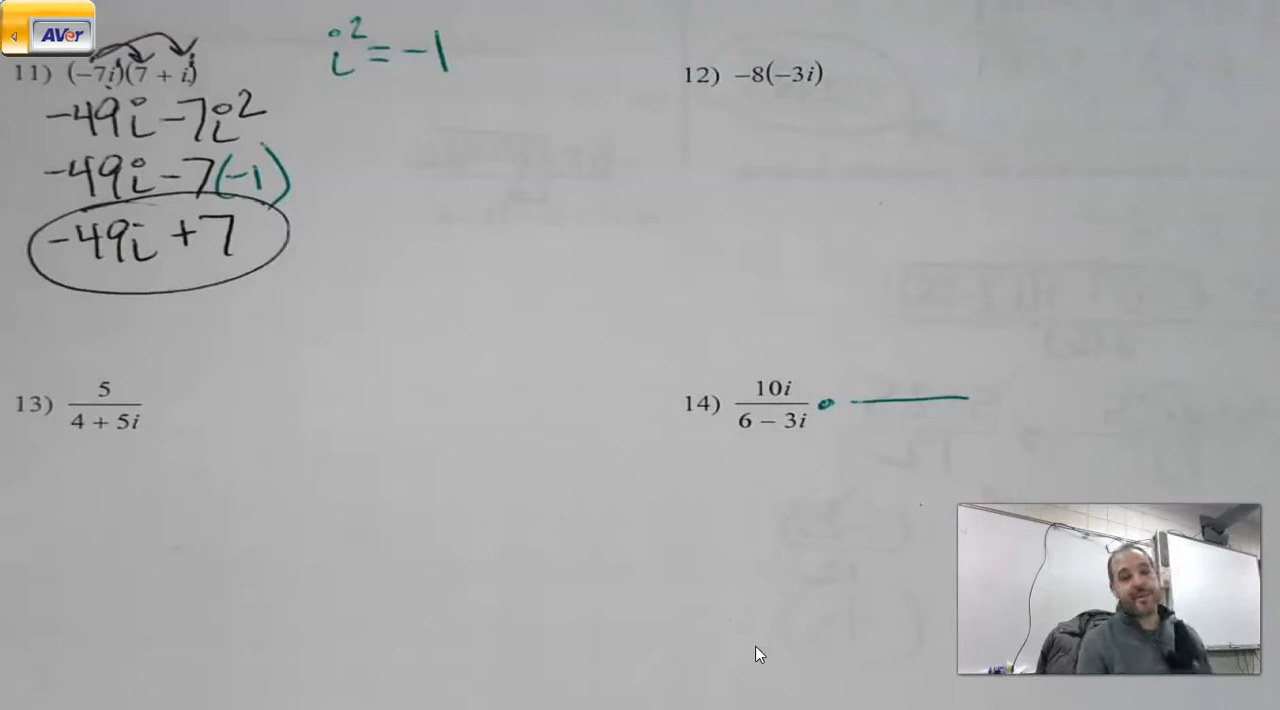 AVer
i² = -1
11) (-7i)(7 + i)
-49i - 7i²
-49i - 7(-1)
-49i + 7
12) -8(-3i)
13) 5 / (4 + 5i)
14) 10i / (6 - 3i) •